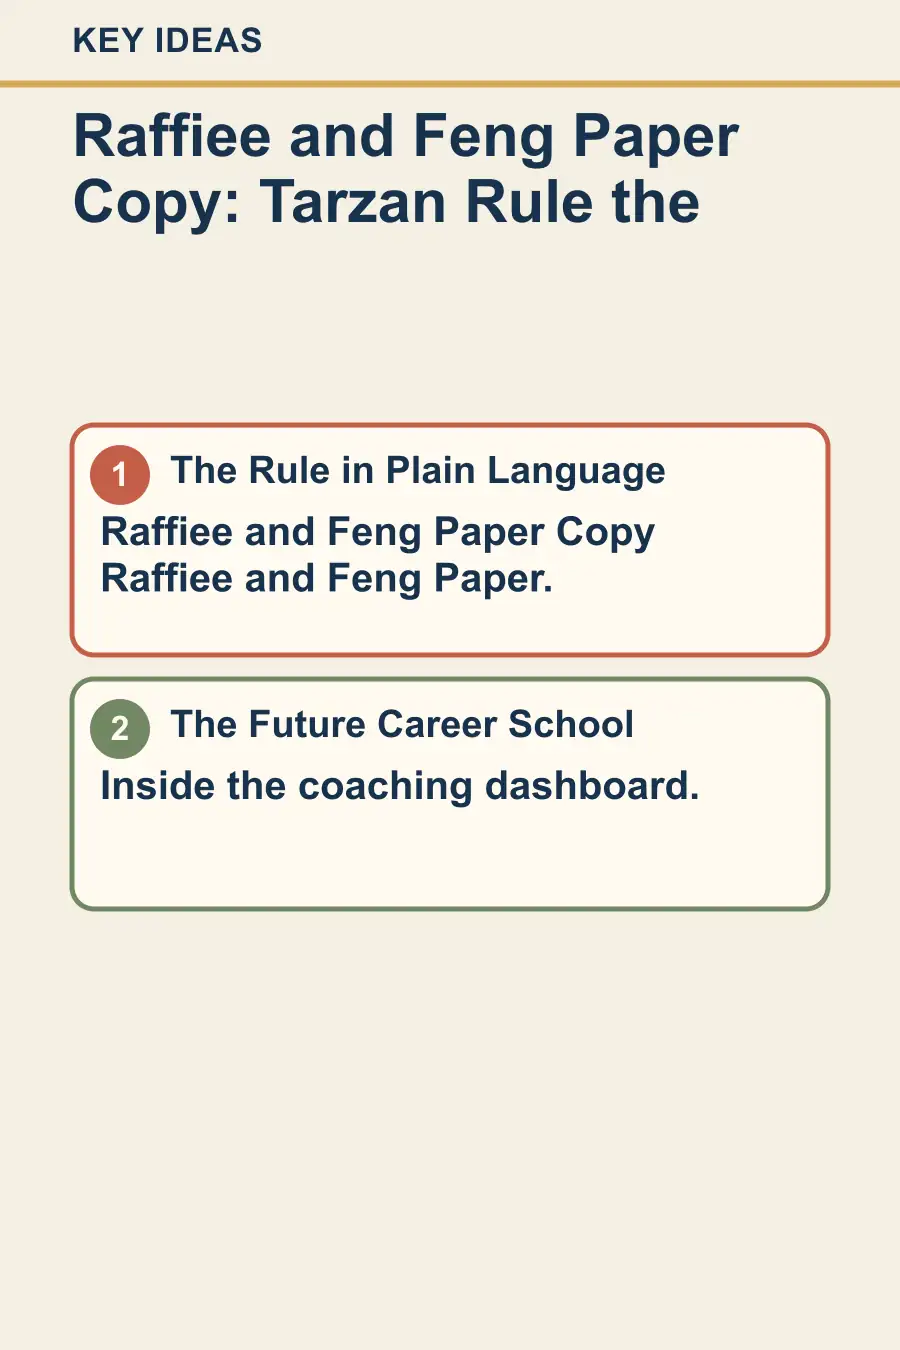 KEY IDEAS
Raffiee and Feng Paper
Copy: Tarzan Rule the
1 The Rule in Plain Language
Raffiee and Feng Paper Copy
Raffiee and Feng Paper.
2 The Future Career School
Inside the coaching dashboard.